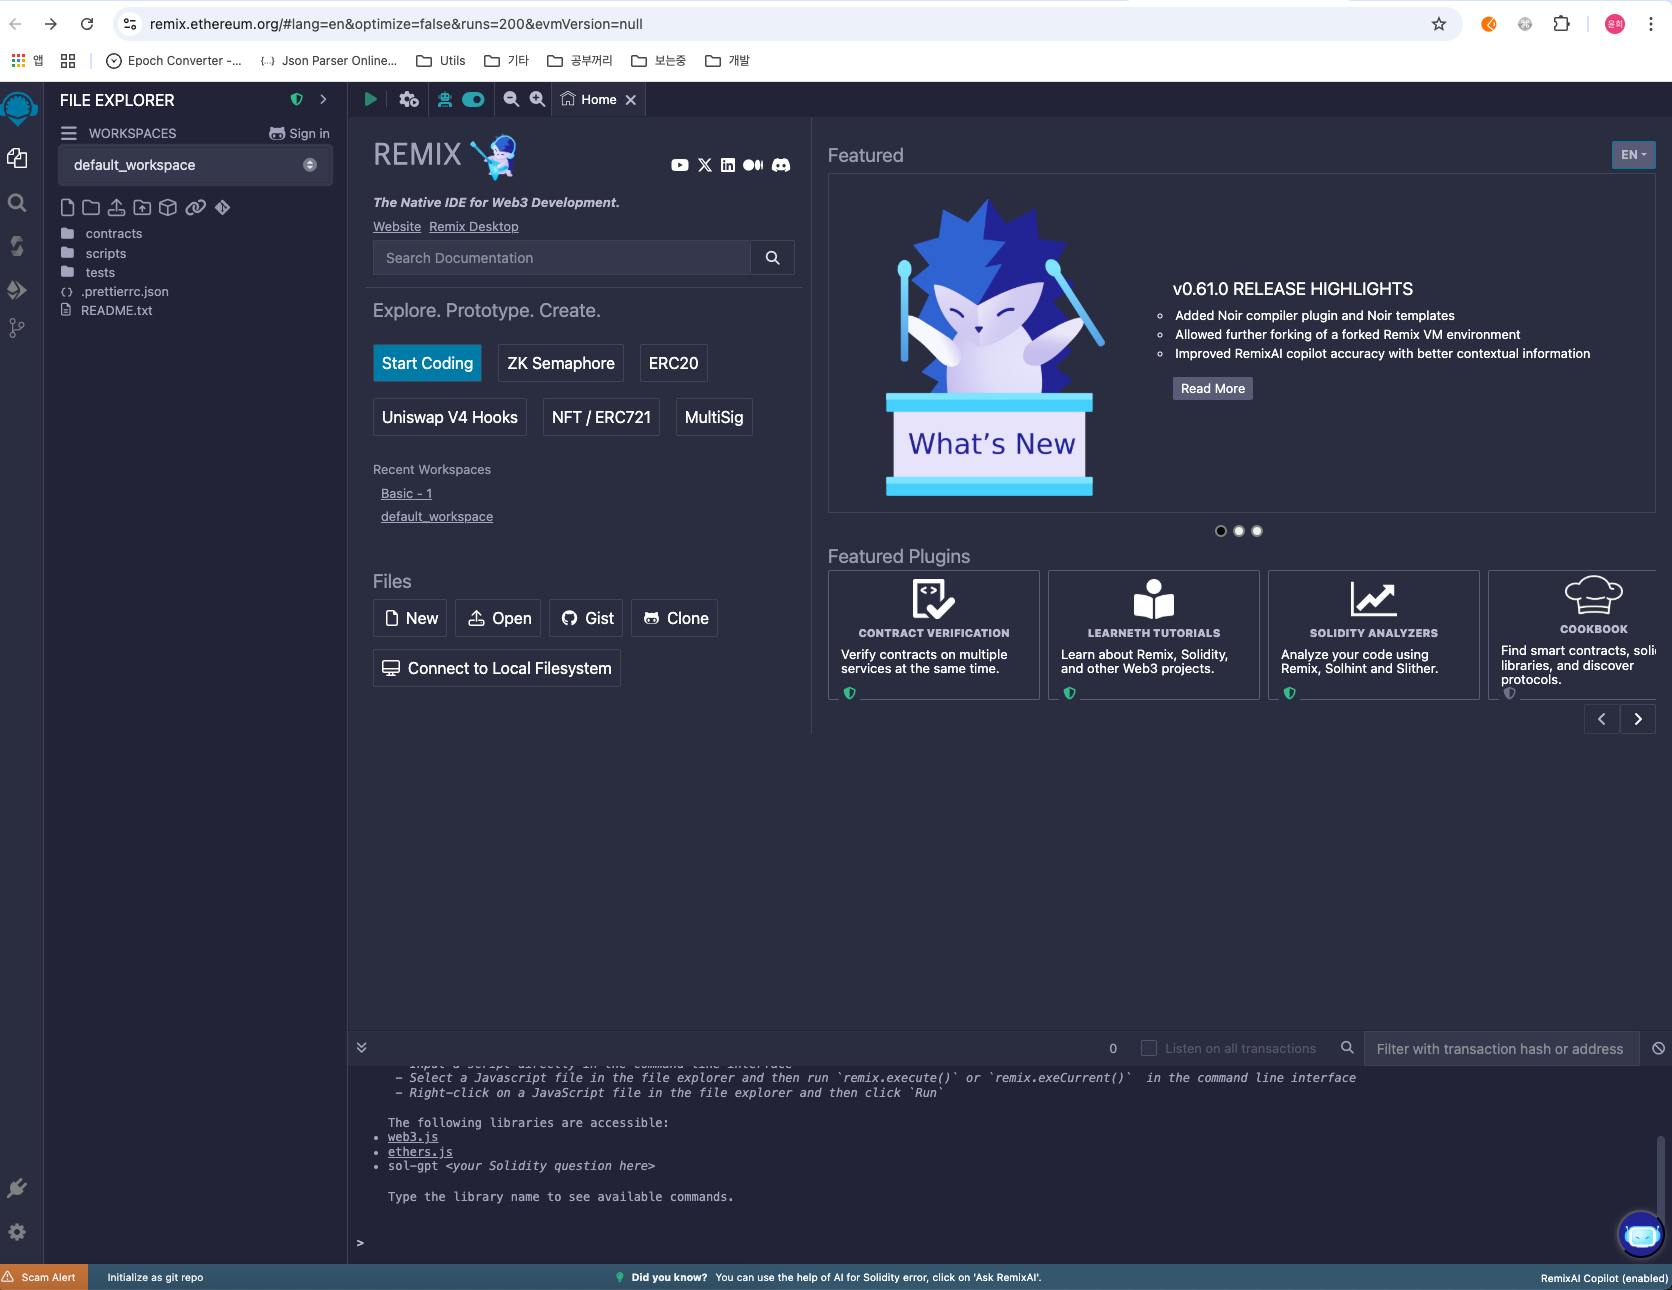 remix.ethereum.org/#lang=en&optimize=false&runs=200&evmVersion=null
윤희
앱
Epoch Converter -...
{...} Json Parser Online...
Utils
기타
공부꺼리
보는중
개발
FILE EXPLORER
WORKSPACES
Sign in
default_workspace
contracts
scripts
tests
.prettierrc.json
README.txt
Home
REMIX
The Native IDE for Web3 Development.
Website Remix Desktop
Search Documentation
Explore. Prototype. Create.
Start Coding
ZK Semaphore
ERC20
Uniswap V4 Hooks
NFT / ERC721
MultiSig
Recent Workspaces
Basic - 1
default_workspace
Files
New
Open
Gist
Clone
Connect to Local Filesystem
Featured
EN
What's New
v0.61.0 RELEASE HIGHLIGHTS
Added Noir compiler plugin and Noir templates
Allowed further forking of a forked Remix VM environment
Improved RemixAI copilot accuracy with better contextual information
Read More
Featured Plugins
CONTRACT VERIFICATION
Verify contracts on multiple
services at the same time.
LEARNETH TUTORIALS
Learn about Remix, Solidity,
and other Web3 projects.
SOLIDITY ANALYZERS
Analyze your code using
Remix, Solhint and Slither.
COOKBOOK
Find smart contracts, soli
libraries, and discover
protocols.
0
Listen on all transactions
Filter with transaction hash or address
- Input a script directly in the command line interface
- Select a Javascript file in the file explorer and then run `remix.execute()` or `remix.exeCurrent()` in the command line interface
- Right-click on a JavaScript file in the file explorer and then click `Run`
The following libraries are accessible:
• web3.js
• ethers.js
• sol-gpt <your Solidity question here>
Type the library name to see available commands.
>
Scam Alert
Initialize as git repo
Did you know? You can use the help of AI for Solidity error, click on 'Ask RemixAI'.
RemixAI Copilot (enabled)